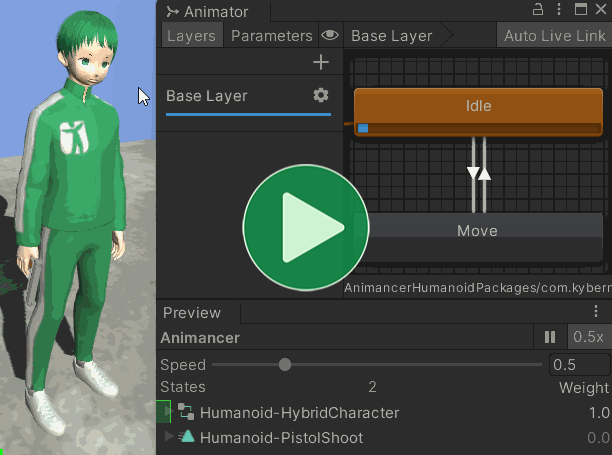 Animator
Layers Parameters Base Layer Auto Live Link
Base Layer
Idle
Move
AnimancerHumanoidPackages/com.kybern
Preview
Animancer 0.5x
Speed 0.5
States 2 Weight
Humanoid-HybridCharacter 1.0
Humanoid-PistolShoot 0.0